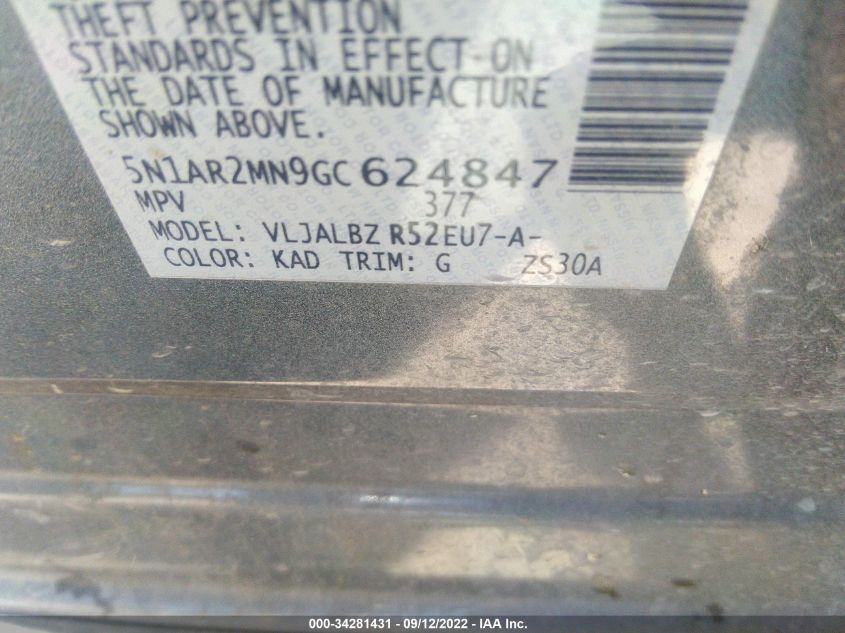 THEFT PREVENTION
STANDARDS IN EFFECT-ON
THE DATE OF MANUFACTURE
SHOWN ABOVE.
5N1AR2MN9GC624847
MPV 377
MODEL: VLJALBZ R52EU7-A-
COLOR: KAD TRIM: G ZS30A
000-34281431 - 09/12/2022 - IAA Inc.